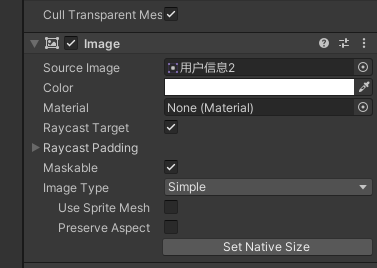 Cull Transparent Mes
Image
Source Image
用户信息2
Color
Material
None (Material)
Raycast Target
Raycast Padding
Maskable
Image Type
Simple
Use Sprite Mesh
Preserve Aspect
Set Native Size